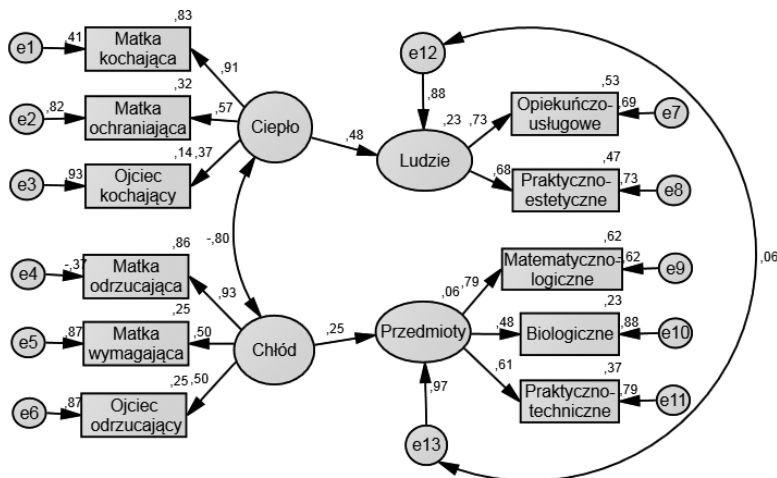 ,83
e1 ,41 Matka
kochająca
,91
,32
e2 ,82 Matka
ochraniająca
,57
Ciepło
,14 ,37
e3 ,93 Ojciec
kochający
,48
-,80
,86
e4 -,37 Matka
odrzucająca
,93
,25
e5 ,87 Matka
wymagająca
,50
Chłód
,25 ,50
e6 ,87 Ojciec
odrzucający
,25
e12
,88
,23 ,73
Ludzie
,68
,53
Opiekuńczo-
usługowe
,69 e7
,47
Praktyczno-
estetyczne
,73 e8
,62
Matematyczno-
logiczne
,62 e9
,06 ,79
Przedmioty
,48
,23
Biologiczne
,88 e10
,61
,37
Praktyczno-
techniczne
,79 e11
,97
e13
,06